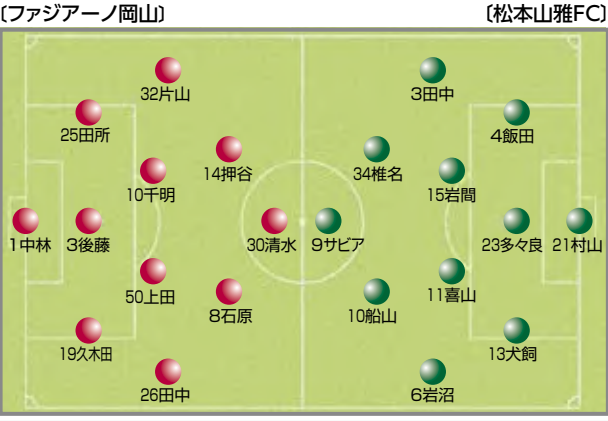 〔ファジアーノ岡山〕
〔松本山雅FC〕
32片山
3田中
25田所
4飯田
14押谷
34椎名
10千明
15岩間
1中林
3後藤
30清水
9サビア
23多々良
21村山
50上田
11喜山
8石原
10船山
19久木田
13犬飼
26田中
6岩沼